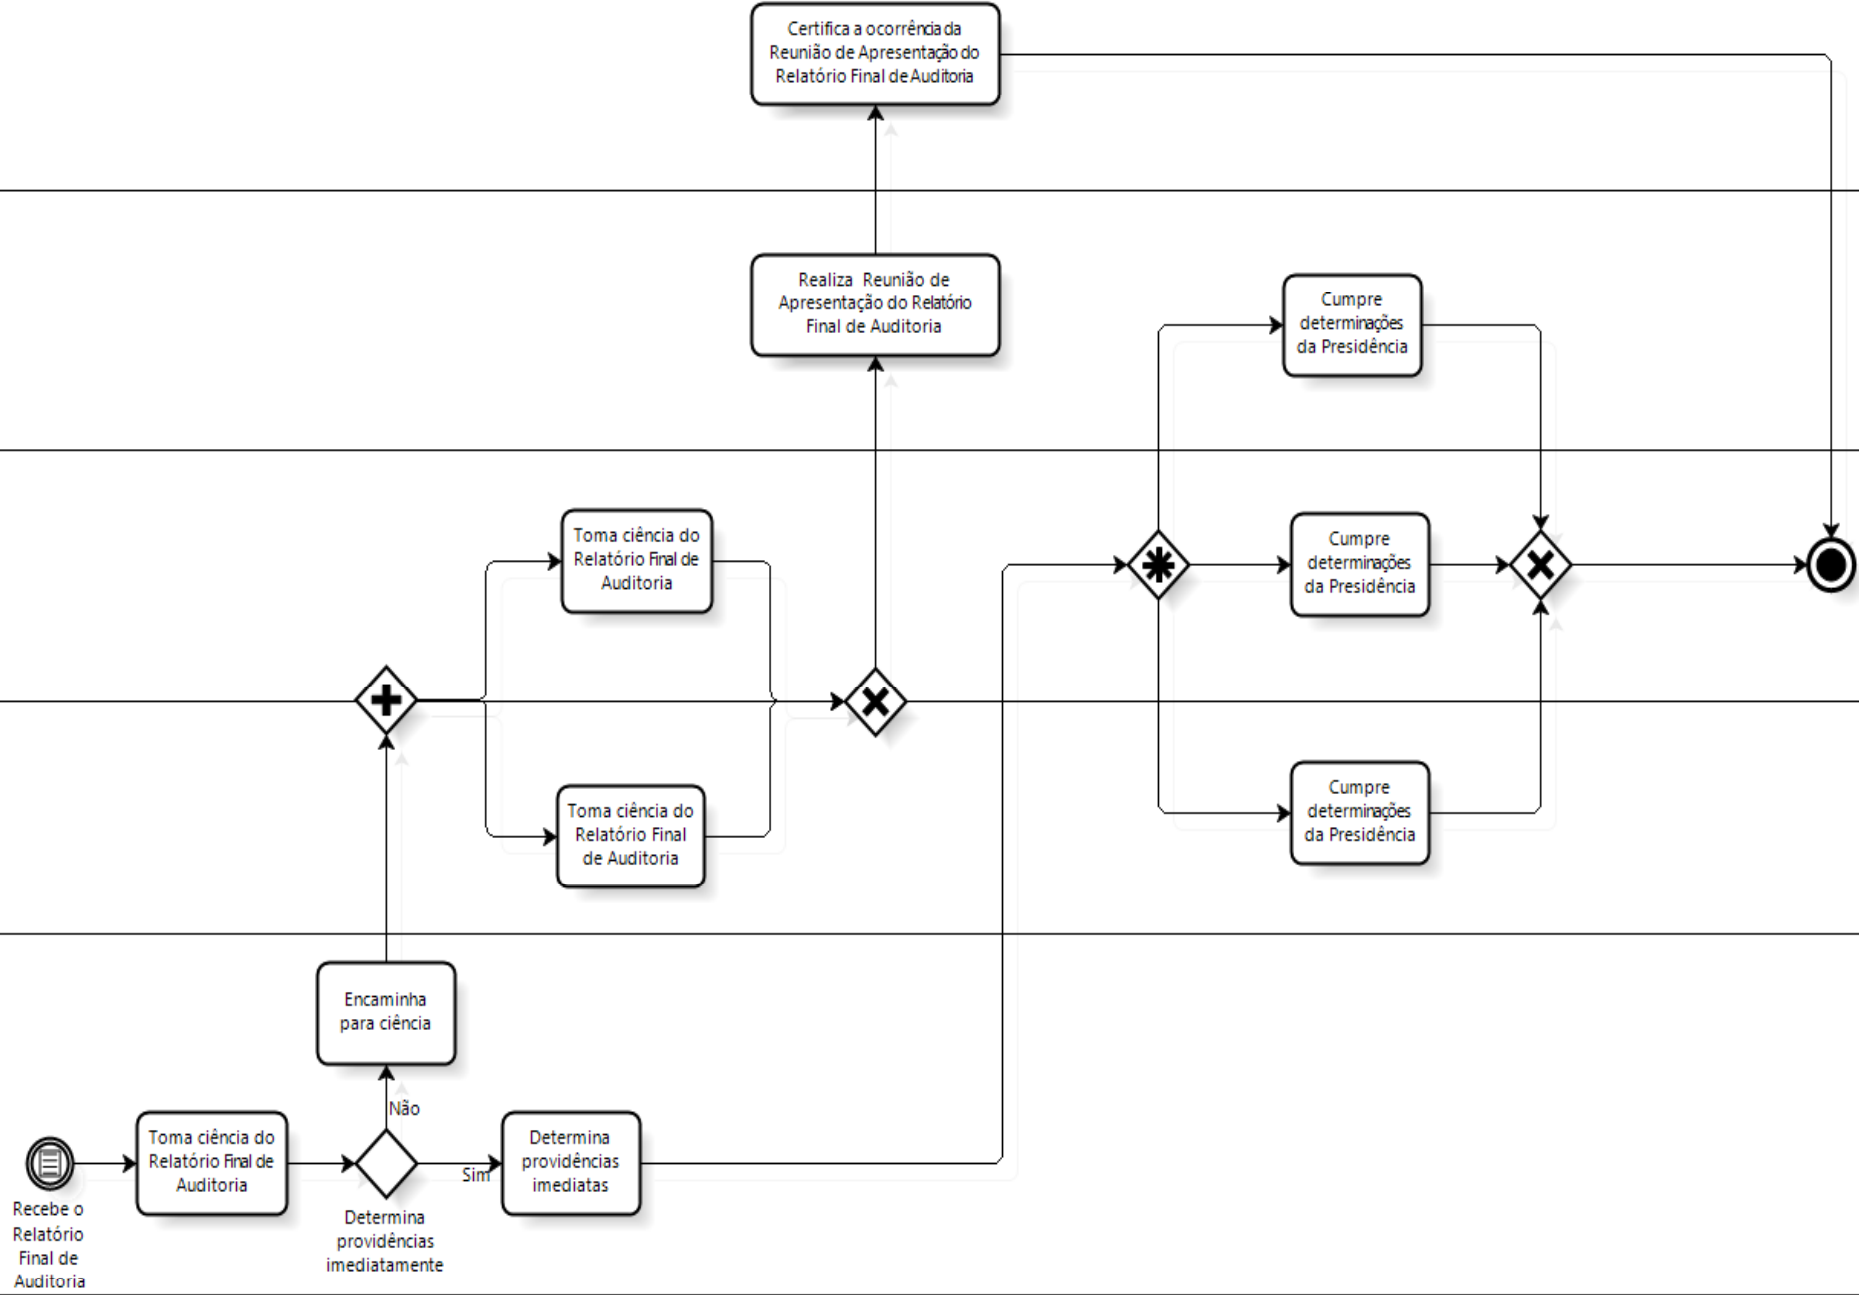 Certifica a ocorrência da
Reunião de Apresentação do
Relatório Final de Auditoria
Realiza Reunião de
Apresentação do Relatório
Final de Auditoria
Cumpre
determinações
da Presidência
Toma ciência do
Relatório Final de
Auditoria
Cumpre
determinações
da Presidência
Toma ciência do
Relatório Final
de Auditoria
Cumpre
determinações
da Presidência
Encaminha
para ciência
Não
Toma ciência do
Relatório Final de
Auditoria
Sim
Determina
providências
imediatas
Recebe o
Relatório
Final de
Auditoria
Determina
providências
imediatamente